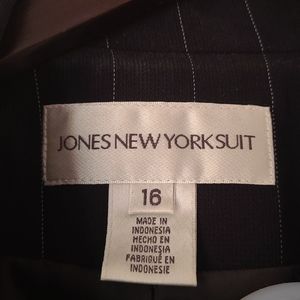 JONES NEW YORK SUIT
16
MADE IN
INDONESIA
HECHO EN
INDONESIA
FABRIQUÉ EN
INDONESIE